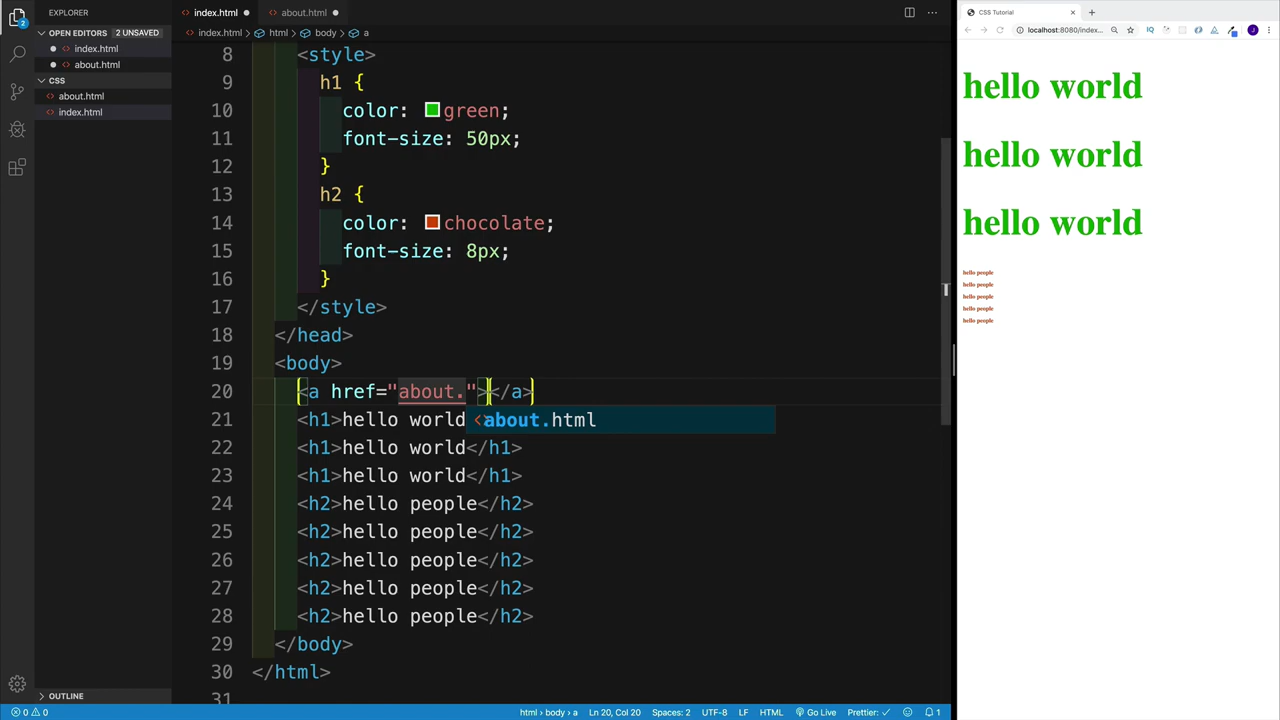 EXPLORER
OPEN EDITORS 2 UNSAVED
index.html
about.html
CSS
about.html
index.html
OUTLINE
index.html
about.html
index.html > html > body > a
8 <style>
9 h1 {
10 color: green;
11 font-size: 50px;
12 }
13 h2 {
14 color: chocolate;
15 font-size: 8px;
16 }
17 </style>
18 </head>
19 <body>
20 <a href="about."></a>
21 <h1>hello world
about.html
22 <h1>hello world</h1>
23 <h1>hello world</h1>
24 <h2>hello people</h2>
25 <h2>hello people</h2>
26 <h2>hello people</h2>
27 <h2>hello people</h2>
28 <h2>hello people</h2>
29 </body>
30 </html>
31
0 0 html > body > a Ln 20, Col 20 Spaces: 2 UTF-8 LF HTML Go Live Prettier: ✓ 1
CSS Tutorial
localhost:8080/index...
hello world
hello world
hello world
hello people
hello people
hello people
hello people
hello people